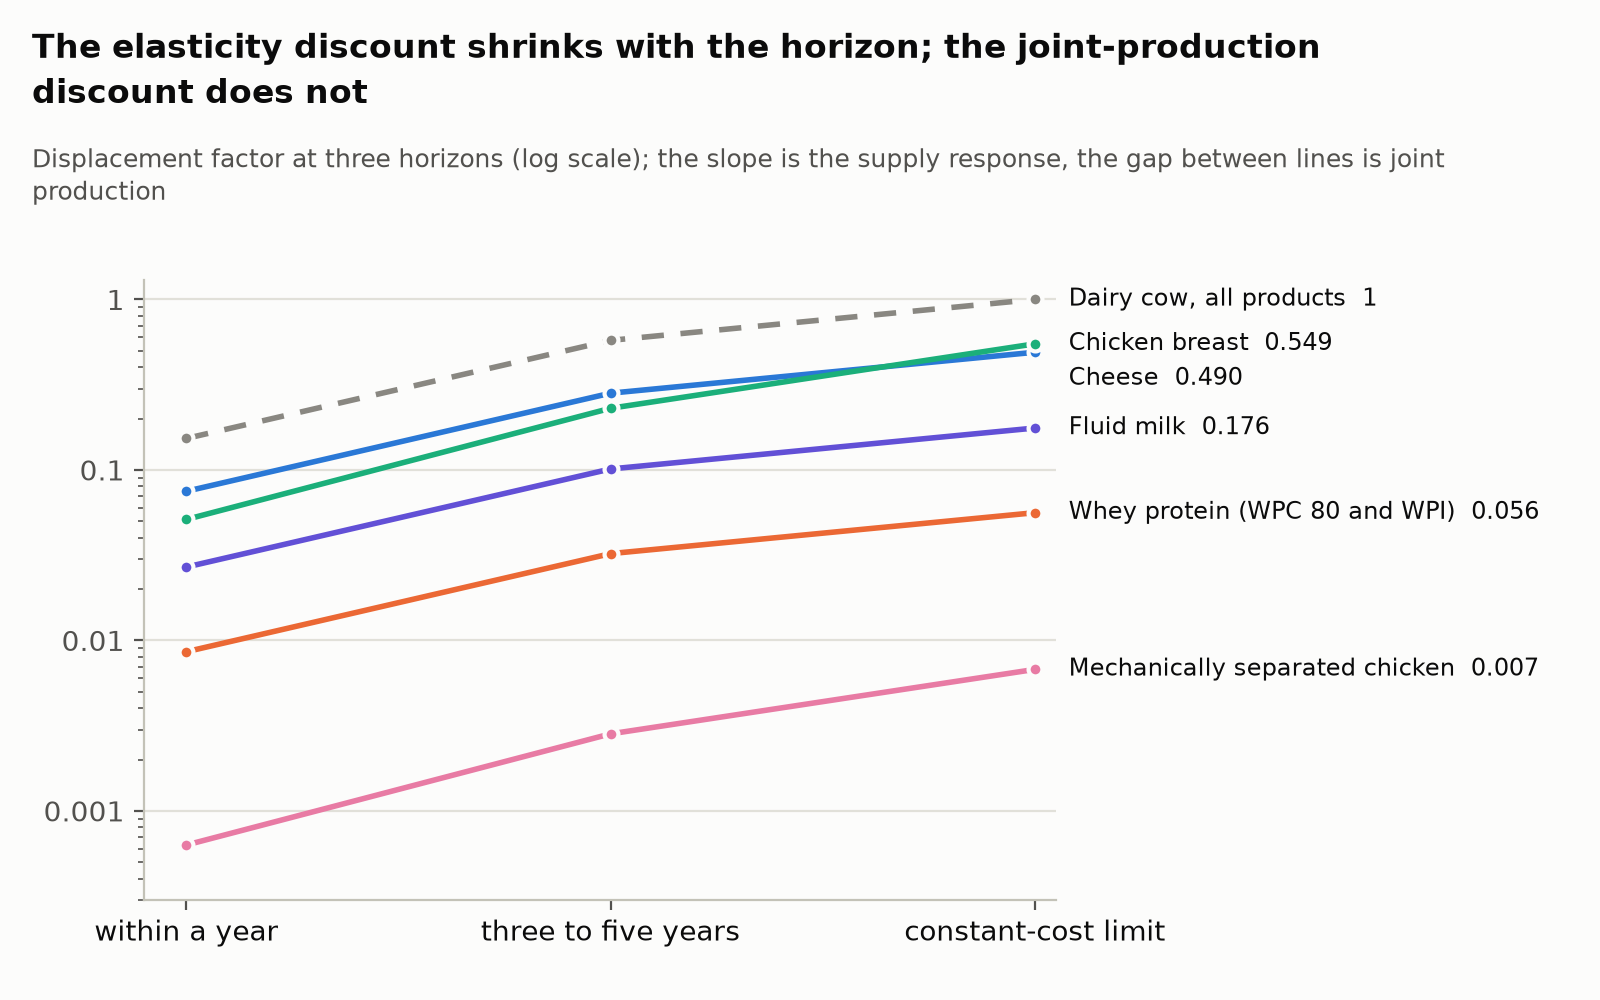 The elasticity discount shrinks with the horizon; the joint-production
discount does not
Displacement factor at three horizons (log scale); the slope is the supply response, the gap between lines is joint
production
1
0.1
0.01
0.001
Dairy cow, all products 1
Chicken breast 0.549
Cheese 0.490
Fluid milk 0.176
Whey protein (WPC 80 and WPI) 0.056
Mechanically separated chicken 0.007
within a year
three to five years
constant-cost limit